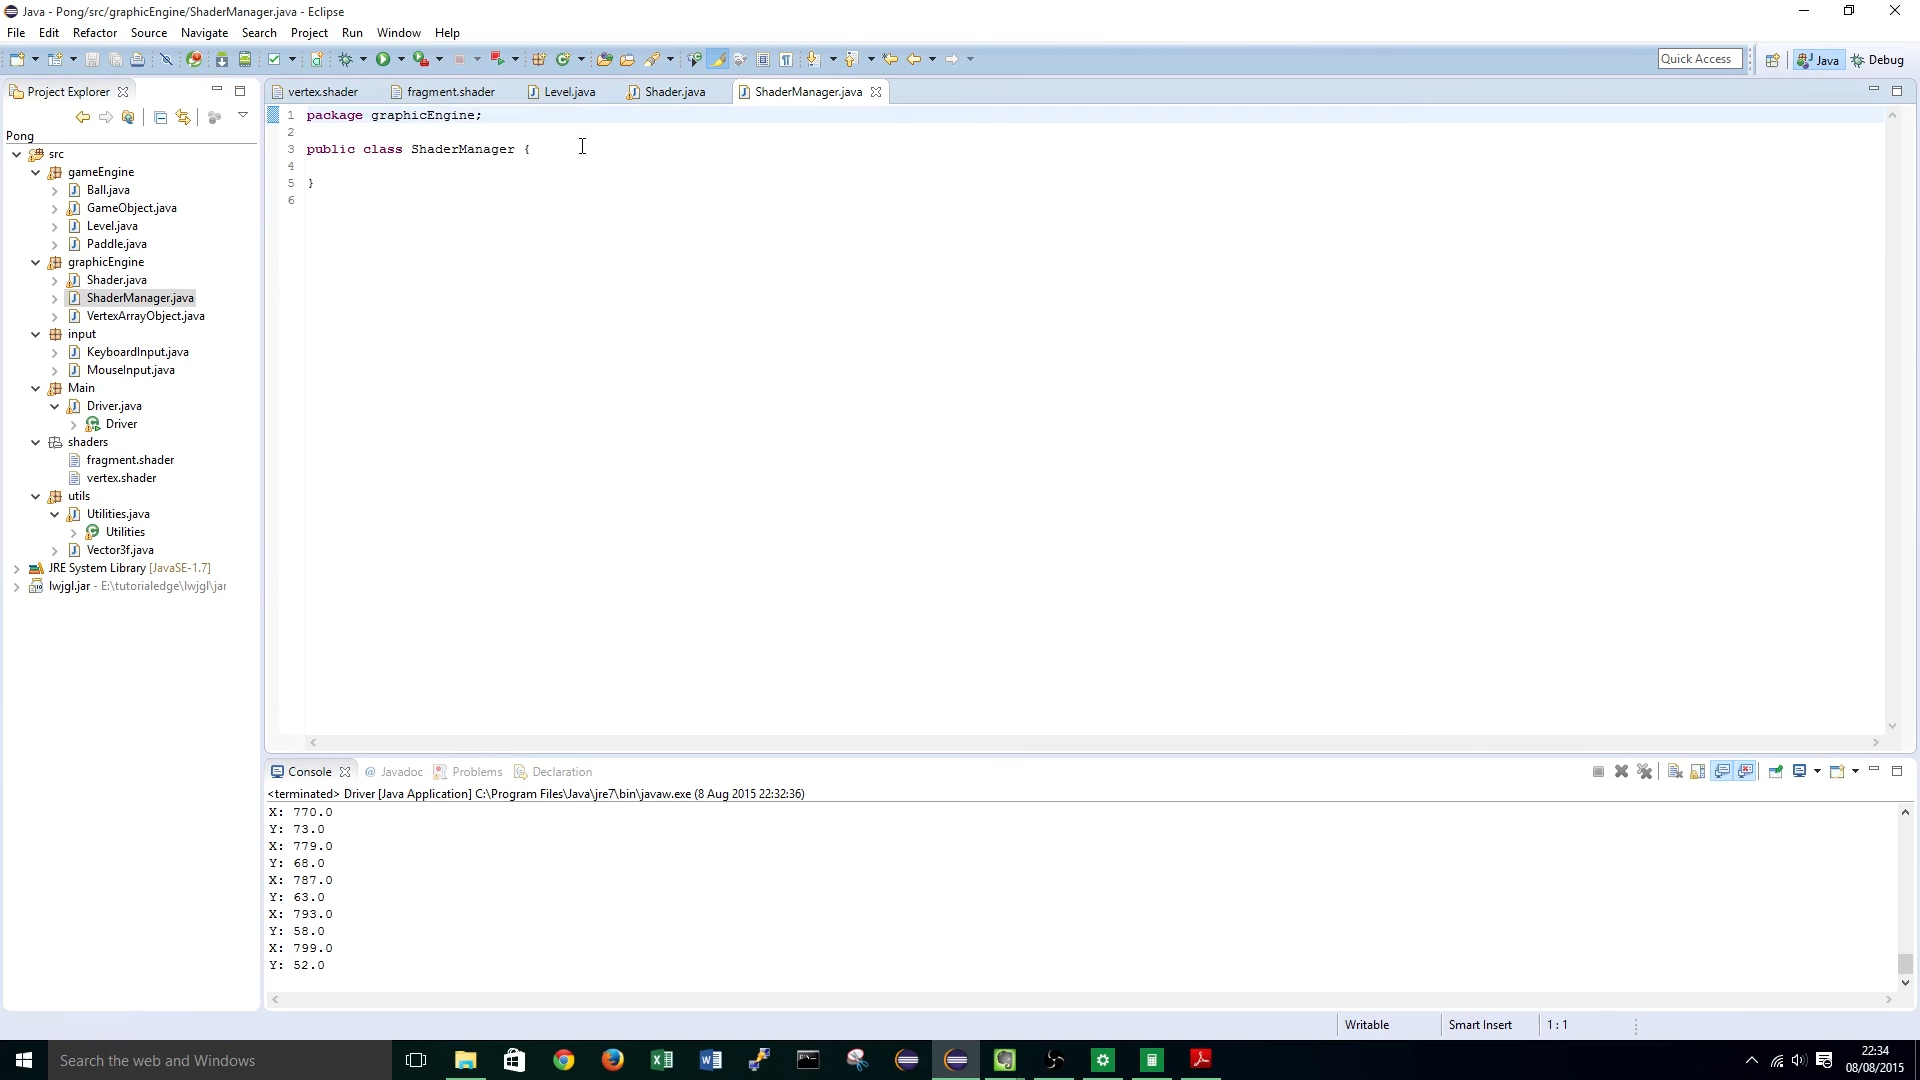 Java - Pong/src/graphicEngine/ShaderManager.java - Eclipse
File Edit Refactor Source Navigate Search Project Run Window Help
Quick Access Java Debug
Project Explorer
vertex.shader fragment.shader Level.java Shader.java ShaderManager.java
Pong
src
gameEngine
Ball.java
GameObject.java
Level.java
Paddle.java
graphicEngine
Shader.java
ShaderManager.java
VertexArrayObject.java
input
KeyboardInput.java
MouseInput.java
Main
Driver.java
Driver
shaders
fragment.shader
vertex.shader
utils
Utilities.java
Utilities
Vector3f.java
JRE System Library [JavaSE-1.7]
lwjgl.jar - E:\tutorialedge\lwjgl\jar
1 package graphicEngine;
2
3 public class ShaderManager {
4
5 }
6
Console @ Javadoc Problems Declaration
<terminated> Driver [Java Application] C:\Program Files\Java\jre7\bin\javaw.exe (8 Aug 2015 22:32:36)
X: 770.0
Y: 73.0
X: 779.0
Y: 68.0
X: 787.0
Y: 63.0
X: 793.0
Y: 58.0
X: 799.0
Y: 52.0
Writable Smart Insert 1 : 1
Search the web and Windows
22:34
08/08/2015